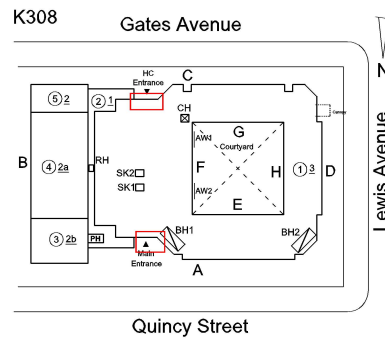 K308
Gates Avenue
HC
Entrance
C
5 2
2 1
CH
Canopy
N
G
Courtyard
AW1
B
4 2a
RH
SK2
SK1
F
H
1 3
D
Lewis Avenue
AW2
E
3 2b
PH
BH1
BH2
Main
Entrance
A
Quincy Street